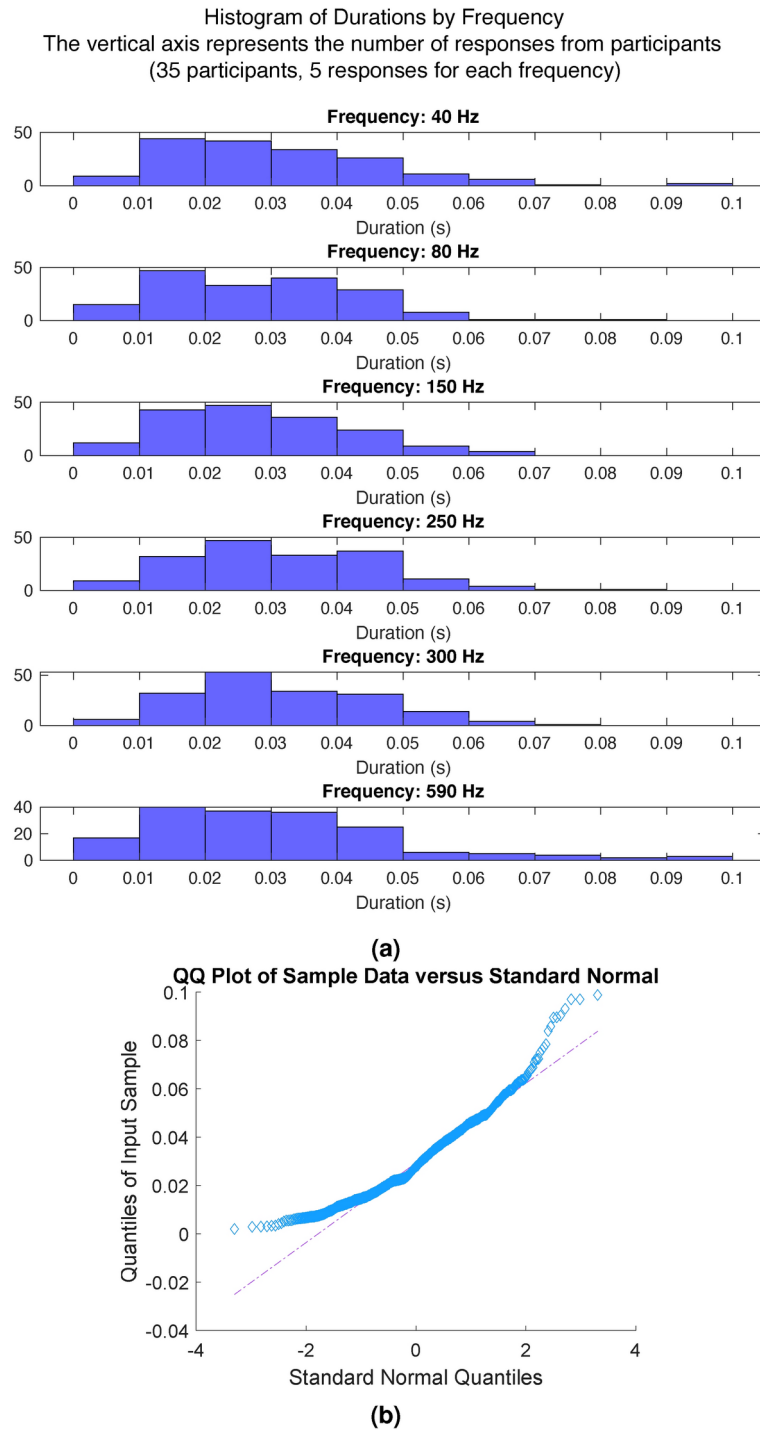 Histogram of Durations by Frequency
The vertical axis represents the number of responses from participants
(35 participants, 5 responses for each frequency)
Frequency: 40 Hz
50
0
0 0.01 0.02 0.03 0.04 0.05 0.06 0.07 0.08 0.09 0.1
Duration (s)
Frequency: 80 Hz
50
0
0 0.01 0.02 0.03 0.04 0.05 0.06 0.07 0.08 0.09 0.1
Duration (s)
Frequency: 150 Hz
50
0
0 0.01 0.02 0.03 0.04 0.05 0.06 0.07 0.08 0.09 0.1
Duration (s)
Frequency: 250 Hz
50
0
0 0.01 0.02 0.03 0.04 0.05 0.06 0.07 0.08 0.09 0.1
Duration (s)
Frequency: 300 Hz
50
0
0 0.01 0.02 0.03 0.04 0.05 0.06 0.07 0.08 0.09 0.1
Duration (s)
Frequency: 590 Hz
40
20
0
0 0.01 0.02 0.03 0.04 0.05 0.06 0.07 0.08 0.09 0.1
Duration (s)
(a)
QQ Plot of Sample Data versus Standard Normal
0.1
0.08
0.06
0.04
0.02
0
-0.02
-0.04
Quantiles of Input Sample
-4 -2 0 2 4
Standard Normal Quantiles
(b)